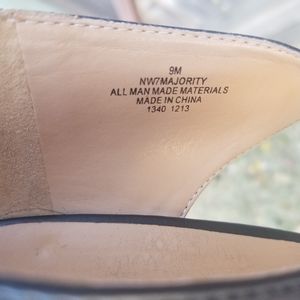 9M
NW7MAJORITY
ALL MAN MADE MATERIALS
MADE IN CHINA
1340 1213